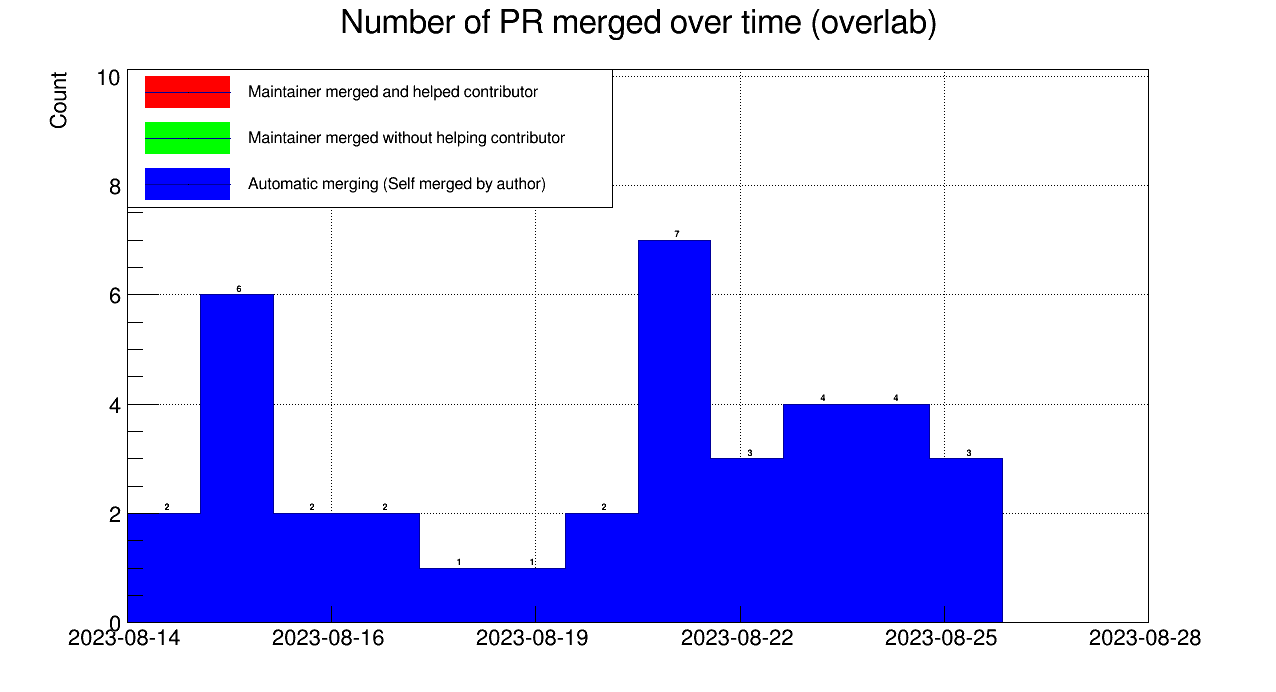 Number of PR merged over time (overlab)
Count
10
8
6
4
2
0
Maintainer merged and helped contributor
Maintainer merged without helping contributor
Automatic merging (Self merged by author)
2 6 2 2 1 1 2 7 3 4 4 3
2023-08-14 2023-08-16 2023-08-19 2023-08-22 2023-08-25 2023-08-28